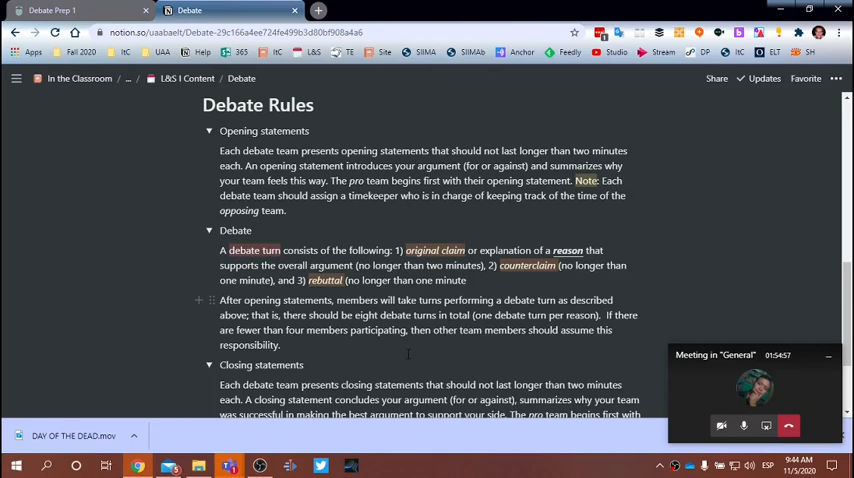 Debate Prep 1
Debate
notion.so/uaabaelt/Debate-29c166a4ee724fe499b3d80bf908a4a6
Apps Fall 2020 ItC UAA Help 365 ItC L&S TE Site SIIMA SIIMAb Anchor Feedly Studio Stream DP ItC ELT SH
In the Classroom / ... / L&S I Content / Debate
Share Updates Favorite
Debate Rules
Opening statements
Each debate team presents opening statements that should not last longer than two minutes
each. An opening statement introduces your argument (for or against) and summarizes why
your team feels this way. The pro team begins first with their opening statement. Note: Each
debate team should assign a timekeeper who is in charge of keeping track of the time of the
opposing team.
Debate
A debate turn consists of the following: 1) original claim or explanation of a reason that
supports the overall argument (no longer than two minutes), 2) counterclaim (no longer than
one minute), and 3) rebuttal (no longer than one minute
After opening statements, members will take turns performing a debate turn as described
above; that is, there should be eight debate turns in total (one debate turn per reason). If there
are fewer than four members participating, then other team members should assume this
responsibility.
Closing statements
Each debate team presents closing statements that should not last longer than two minutes
each. A closing statement concludes your argument (for or against), summarizes why your team
was successful in making the best argument to support your side. The pro team begins first with
Meeting in "General" 01:54:57
DAY OF THE DEAD.mov
ESP
9:44 AM
11/5/2020